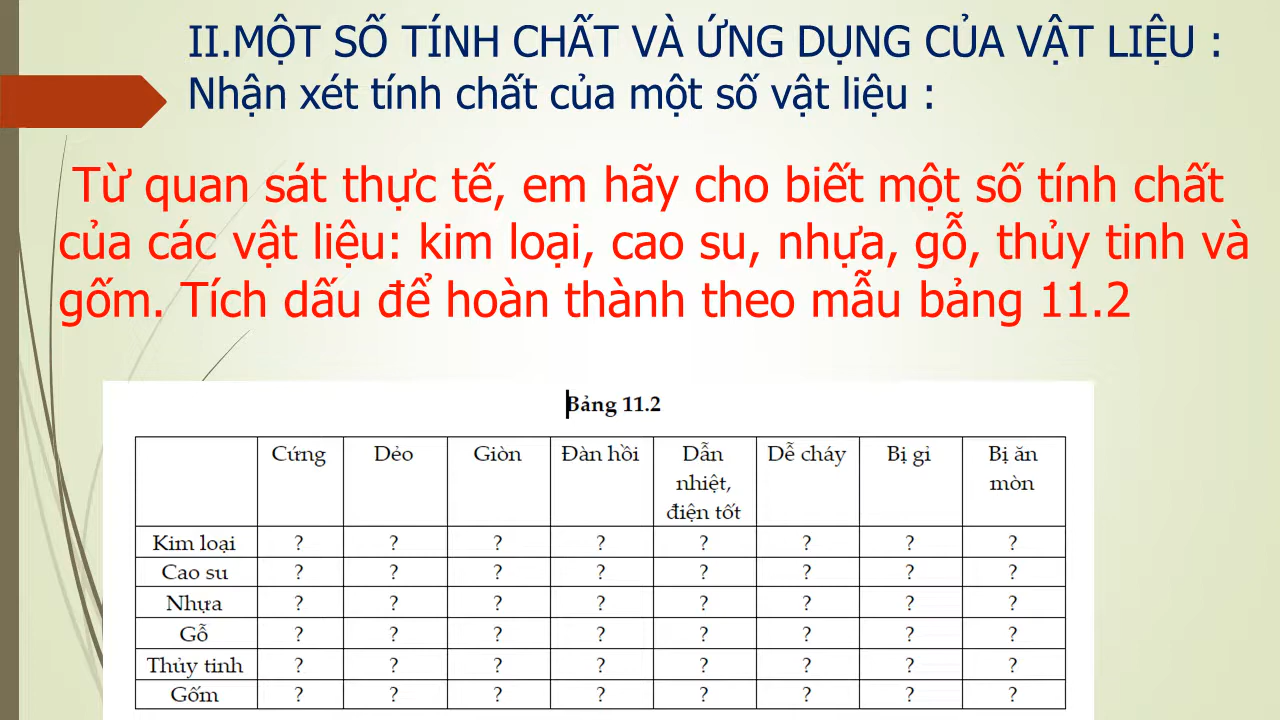 II.MỘT SỐ TÍNH CHẤT VÀ ỨNG DỤNG CỦA VẬT LIỆU :
Nhận xét tính chất của một số vật liệu :
Từ quan sát thực tế, em hãy cho biết một số tính chất
của các vật liệu: kim loại, cao su, nhựa, gỗ, thủy tinh và
gốm. Tích dấu để hoàn thành theo mẫu bảng 11.2
Bảng 11.2
Cứng Dẻo Giòn Đàn hồi Dẫn nhiệt, điện tốt Dễ cháy Bị gỉ Bị ăn mòn
Kim loại ? ? ? ? ? ? ? ?
Cao su ? ? ? ? ? ? ? ?
Nhựa ? ? ? ? ? ? ? ?
Gỗ ? ? ? ? ? ? ? ?
Thủy tinh ? ? ? ? ? ? ? ?
Gốm ? ? ? ? ? ? ? ?